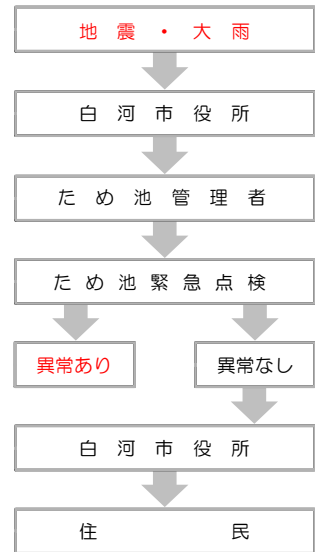 地震・大雨
白河市役所
ため池管理者
ため池緊急点検
異常あり
異常なし
白河市役所
住民